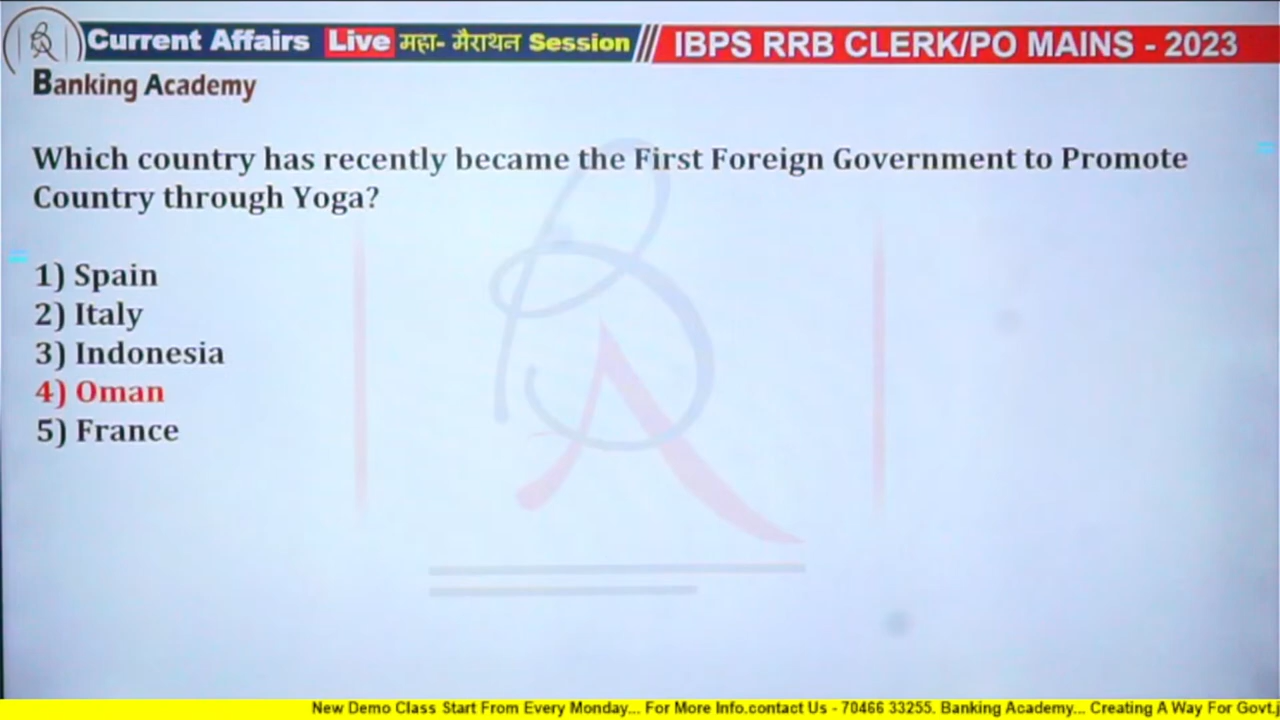 Current Affairs Live महा- मैराथन Session
IBPS RRB CLERK/PO MAINS - 2023
Banking Academy
Which country has recently became the First Foreign Government to Promote
Country through Yoga?
1) Spain
2) Italy
3) Indonesia
4) Oman
5) France
New Demo Class Start From Every Monday... For More Info.contact Us - 70466 33255. Banking Academy... Creating A Way For Govt.